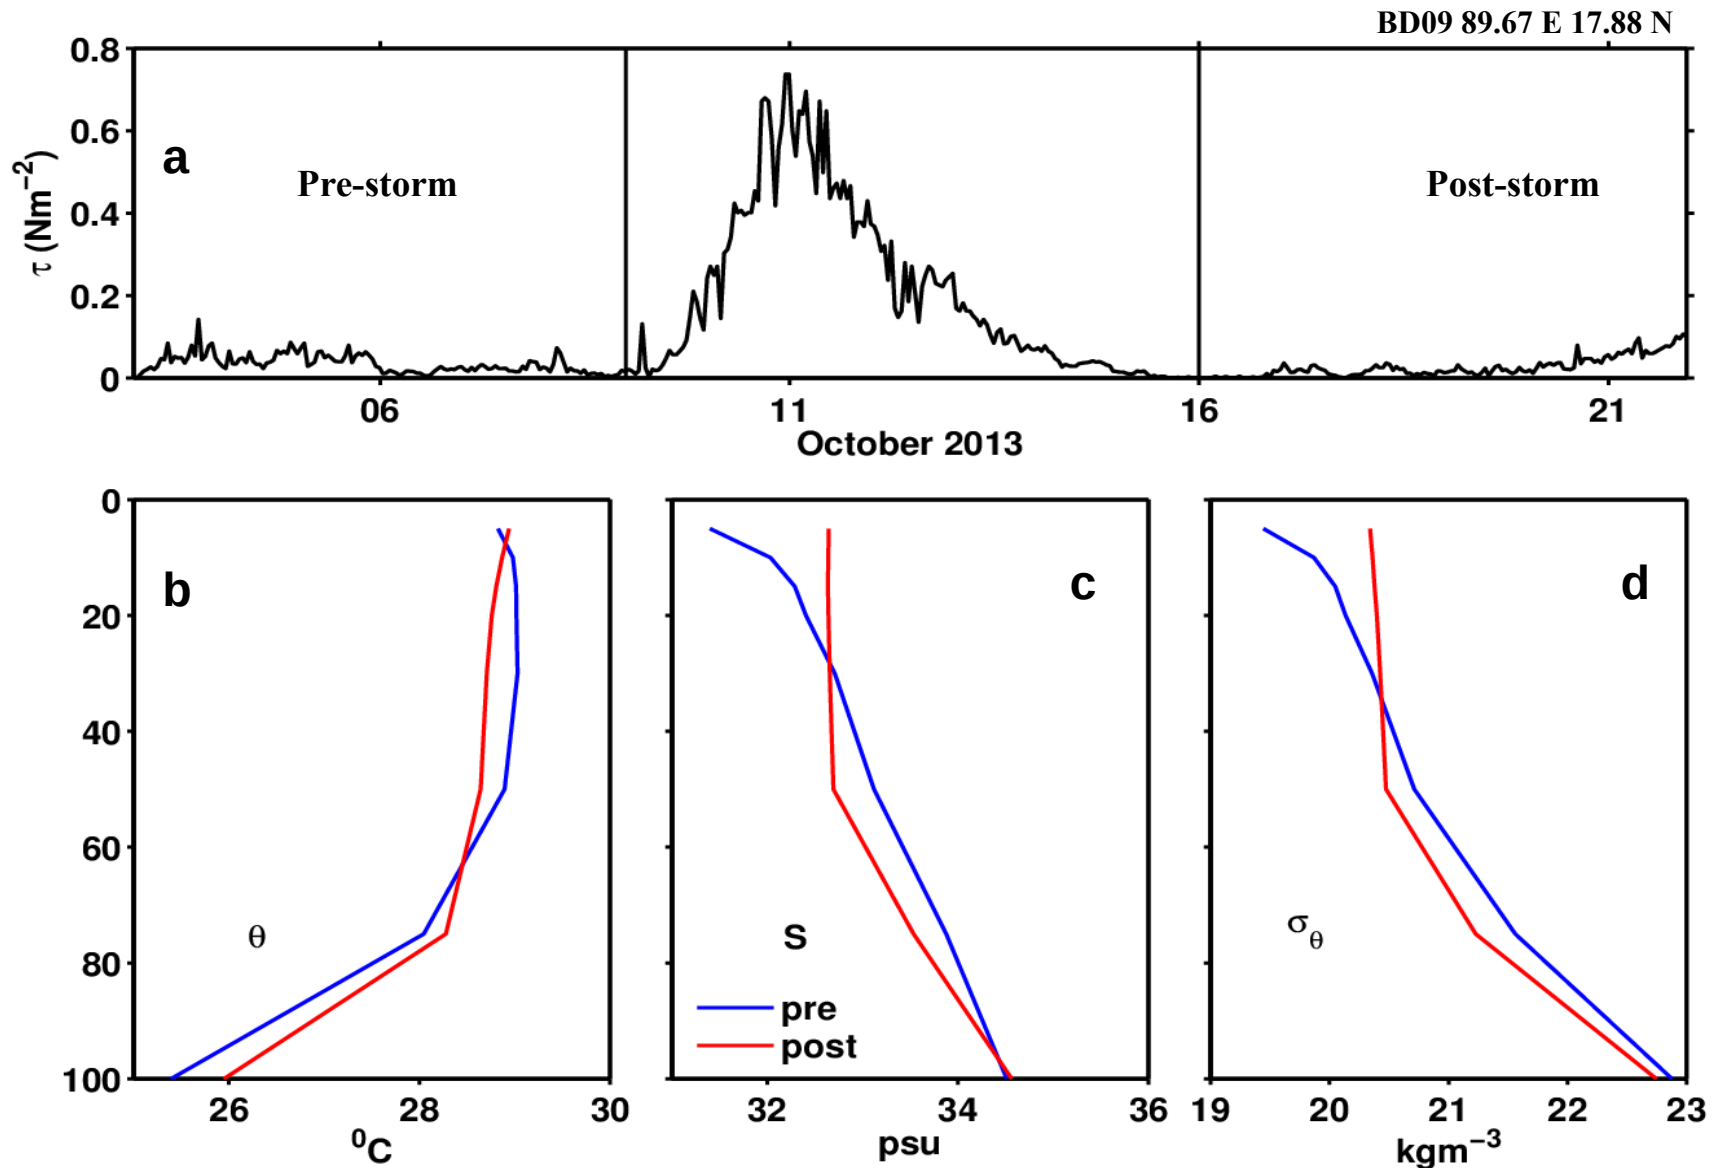 BD09 89.67 E 17.88 N
0.8
0.6
0.4
0.2
0
τ (Nm−2)
a
Pre-storm
Post-storm
06
11
16
21
October 2013
0
20
40
60
80
100
b
θ
26
28
30
0C
c
S
pre
post
32
34
36
psu
d
σθ
19
20
21
22
23
kgm−3